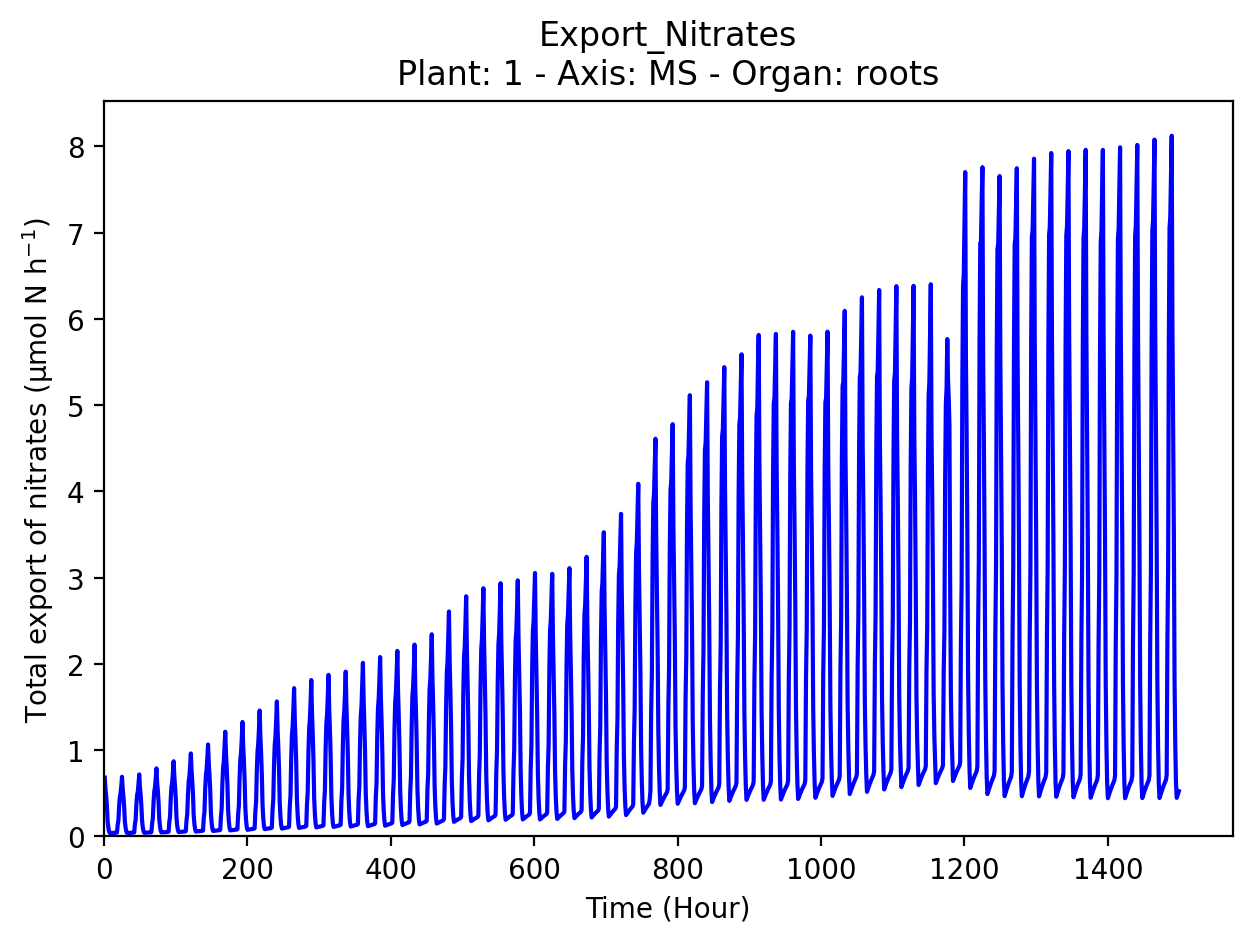 Export_Nitrates
Plant: 1 - Axis: MS - Organ: roots
Total export of nitrates (µmol N h⁻¹)
8
7
6
5
4
3
2
1
0
0 200 400 600 800 1000 1200 1400
Time (Hour)